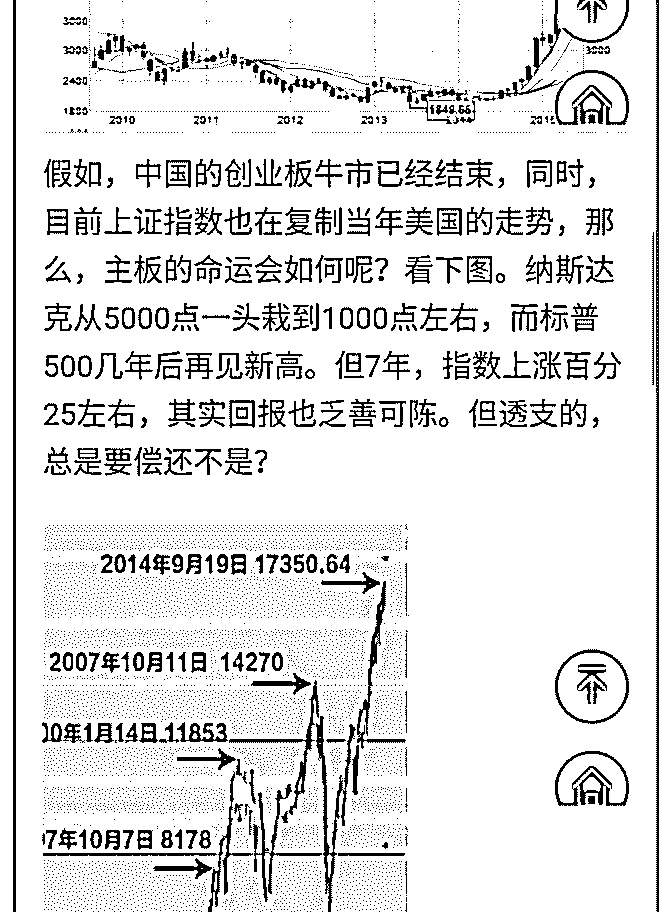 3600
3000
3000
2400
1800
1849.65
2010 2011 2012 2013 2014
假如，中国的创业板牛市已经结束，同时，
目前上证指数也在复制当年美国的走势，那
么，主板的命运会如何呢？看下图。纳斯达
克从5000点一头栽到1000点左右，而标普
500几年后再见新高。但7年，指数上涨百分
25左右，其实回报也乏善可陈。但透支的，
总是要偿还不是？
2014年9月19日 17350.64
2007年10月11日 14270
00年1月14日 11853
97年10月7日 8178